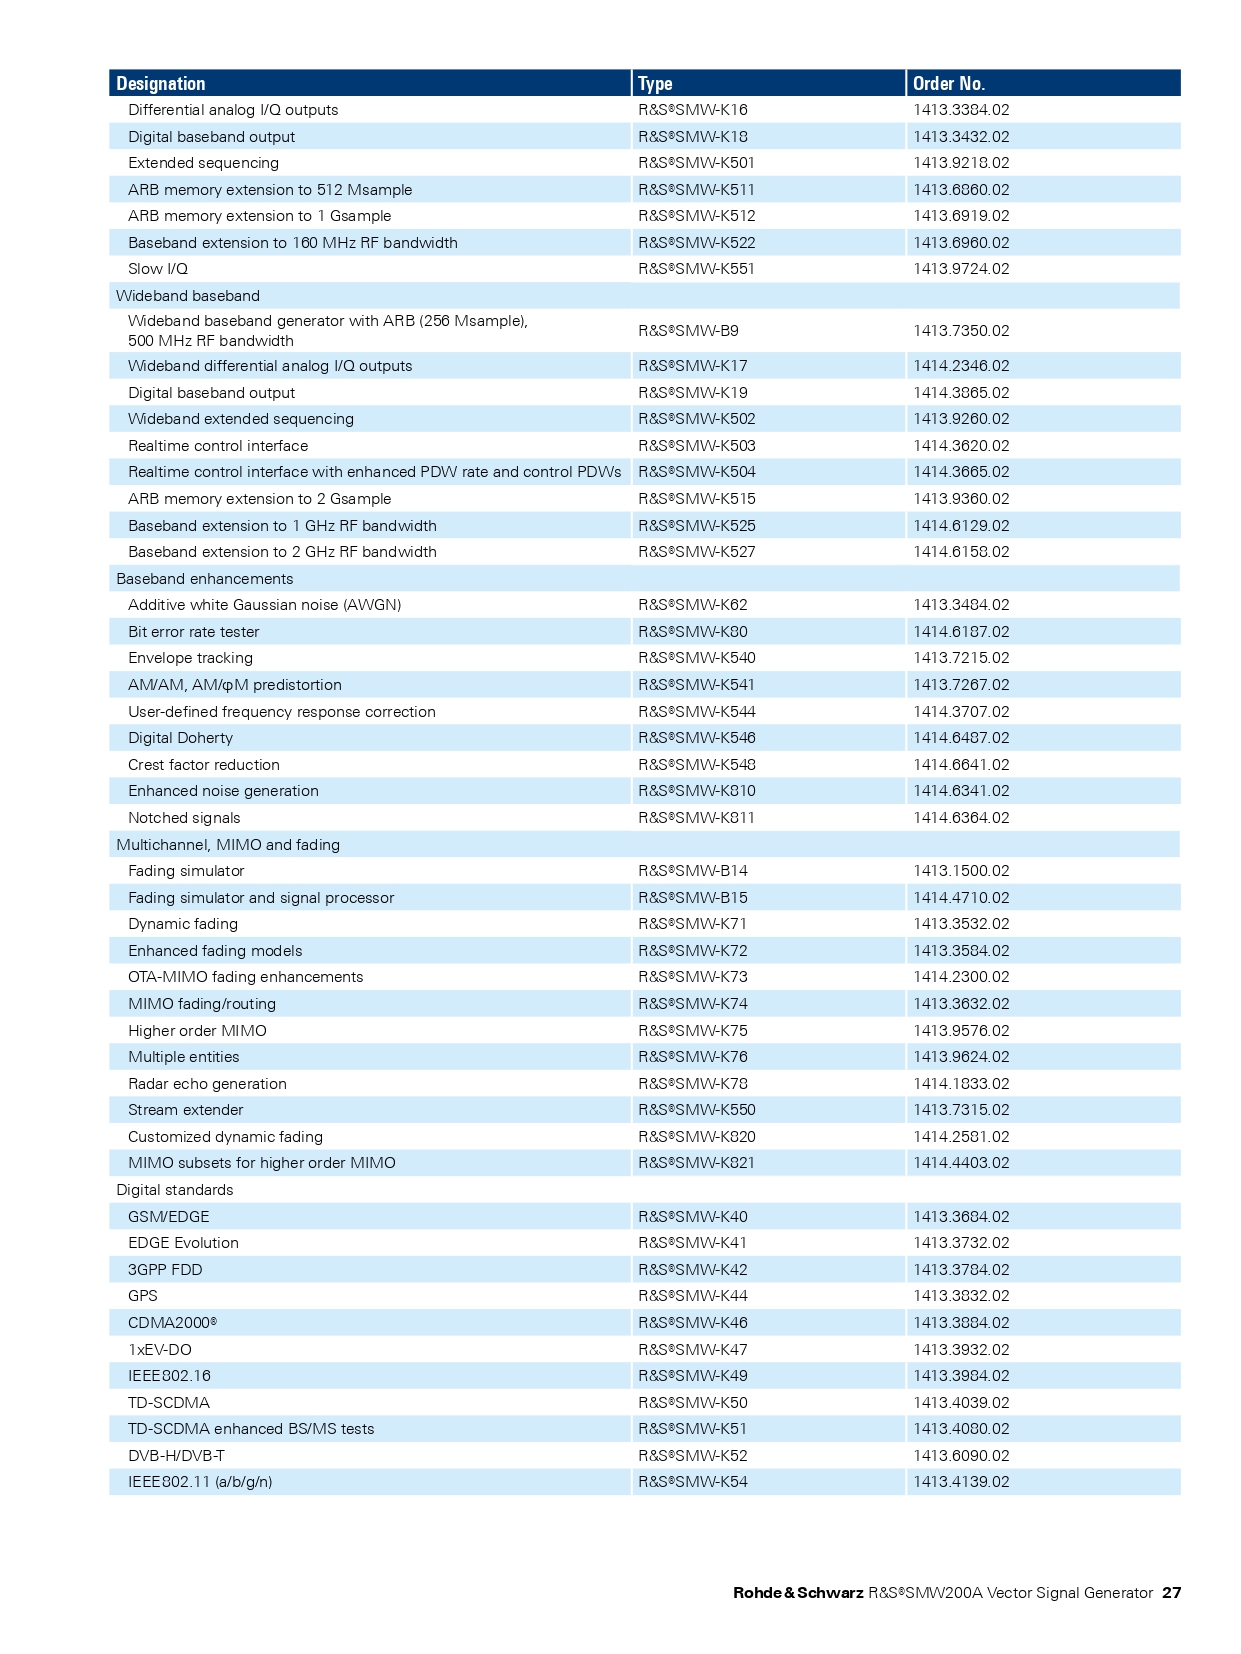 Designation Type Order No.
Differential analog I/Q outputs R&S®SMW-K16 1413.3384.02
Digital baseband output R&S®SMW-K18 1413.3432.02
Extended sequencing R&S®SMW-K501 1413.9218.02
ARB memory extension to 512 Msample R&S®SMW-K511 1413.6860.02
ARB memory extension to 1 Gsample R&S®SMW-K512 1413.6919.02
Baseband extension to 160 MHz RF bandwidth R&S®SMW-K522 1413.6960.02
Slow I/Q R&S®SMW-K551 1413.9724.02
Wideband baseband
Wideband baseband generator with ARB (256 Msample),
500 MHz RF bandwidth R&S®SMW-B9 1413.7350.02
Wideband differential analog I/Q outputs R&S®SMW-K17 1414.2346.02
Digital baseband output R&S®SMW-K19 1414.3865.02
Wideband extended sequencing R&S®SMW-K502 1413.9260.02
Realtime control interface R&S®SMW-K503 1414.3620.02
Realtime control interface with enhanced PDW rate and control PDWs R&S®SMW-K504 1414.3665.02
ARB memory extension to 2 Gsample R&S®SMW-K515 1413.9360.02
Baseband extension to 1 GHz RF bandwidth R&S®SMW-K525 1414.6129.02
Baseband extension to 2 GHz RF bandwidth R&S®SMW-K527 1414.6158.02
Baseband enhancements
Additive white Gaussian noise (AWGN) R&S®SMW-K62 1413.3484.02
Bit error rate tester R&S®SMW-K80 1414.6187.02
Envelope tracking R&S®SMW-K540 1413.7215.02
AM/AM, AM/φM predistortion R&S®SMW-K541 1413.7267.02
User-defined frequency response correction R&S®SMW-K544 1414.3707.02
Digital Doherty R&S®SMW-K546 1414.6487.02
Crest factor reduction R&S®SMW-K548 1414.6641.02
Enhanced noise generation R&S®SMW-K810 1414.6341.02
Notched signals R&S®SMW-K811 1414.6364.02
Multichannel, MIMO and fading
Fading simulator R&S®SMW-B14 1413.1500.02
Fading simulator and signal processor R&S®SMW-B15 1414.4710.02
Dynamic fading R&S®SMW-K71 1413.3532.02
Enhanced fading models R&S®SMW-K72 1413.3584.02
OTA-MIMO fading enhancements R&S®SMW-K73 1414.2300.02
MIMO fading/routing R&S®SMW-K74 1413.3632.02
Higher order MIMO R&S®SMW-K75 1413.9576.02
Multiple entities R&S®SMW-K76 1413.9624.02
Radar echo generation R&S®SMW-K78 1414.1833.02
Stream extender R&S®SMW-K550 1413.7315.02
Customized dynamic fading R&S®SMW-K820 1414.2581.02
MIMO subsets for higher order MIMO R&S®SMW-K821 1414.4403.02
Digital standards
GSM/EDGE R&S®SMW-K40 1413.3684.02
EDGE Evolution R&S®SMW-K41 1413.3732.02
3GPP FDD R&S®SMW-K42 1413.3784.02
GPS R&S®SMW-K44 1413.3832.02
CDMA2000® R&S®SMW-K46 1413.3884.02
1xEV-DO R&S®SMW-K47 1413.3932.02
IEEE802.16 R&S®SMW-K49 1413.3984.02
TD-SCDMA R&S®SMW-K50 1413.4039.02
TD-SCDMA enhanced BS/MS tests R&S®SMW-K51 1413.4080.02
DVB-H/DVB-T R&S®SMW-K52 1413.6090.02
IEEE802.11 (a/b/g/n) R&S®SMW-K54 1413.4139.02
Rohde & Schwarz R&S®SMW200A Vector Signal Generator 27